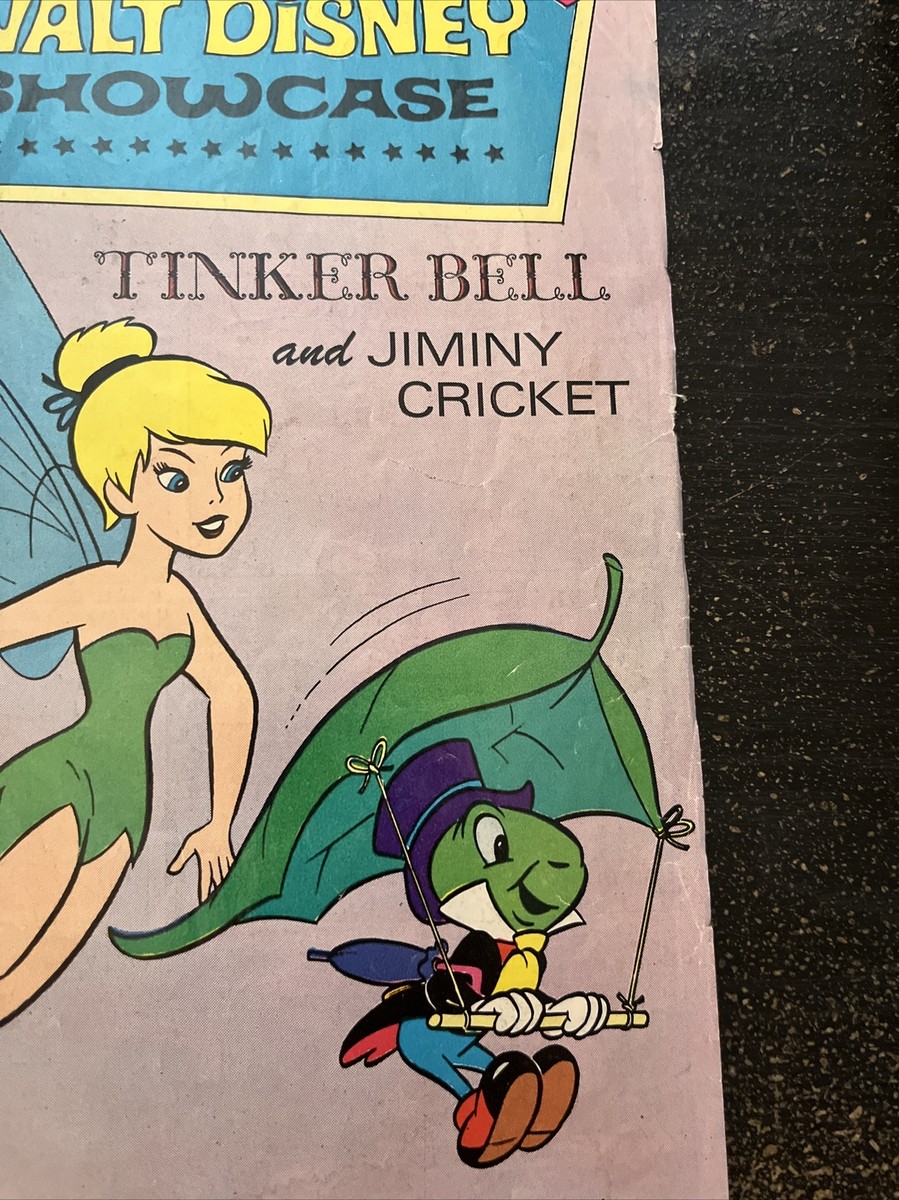 WALT DISNEY
SHOWCASE
TINKER BELL
and JIMINY
CRICKET